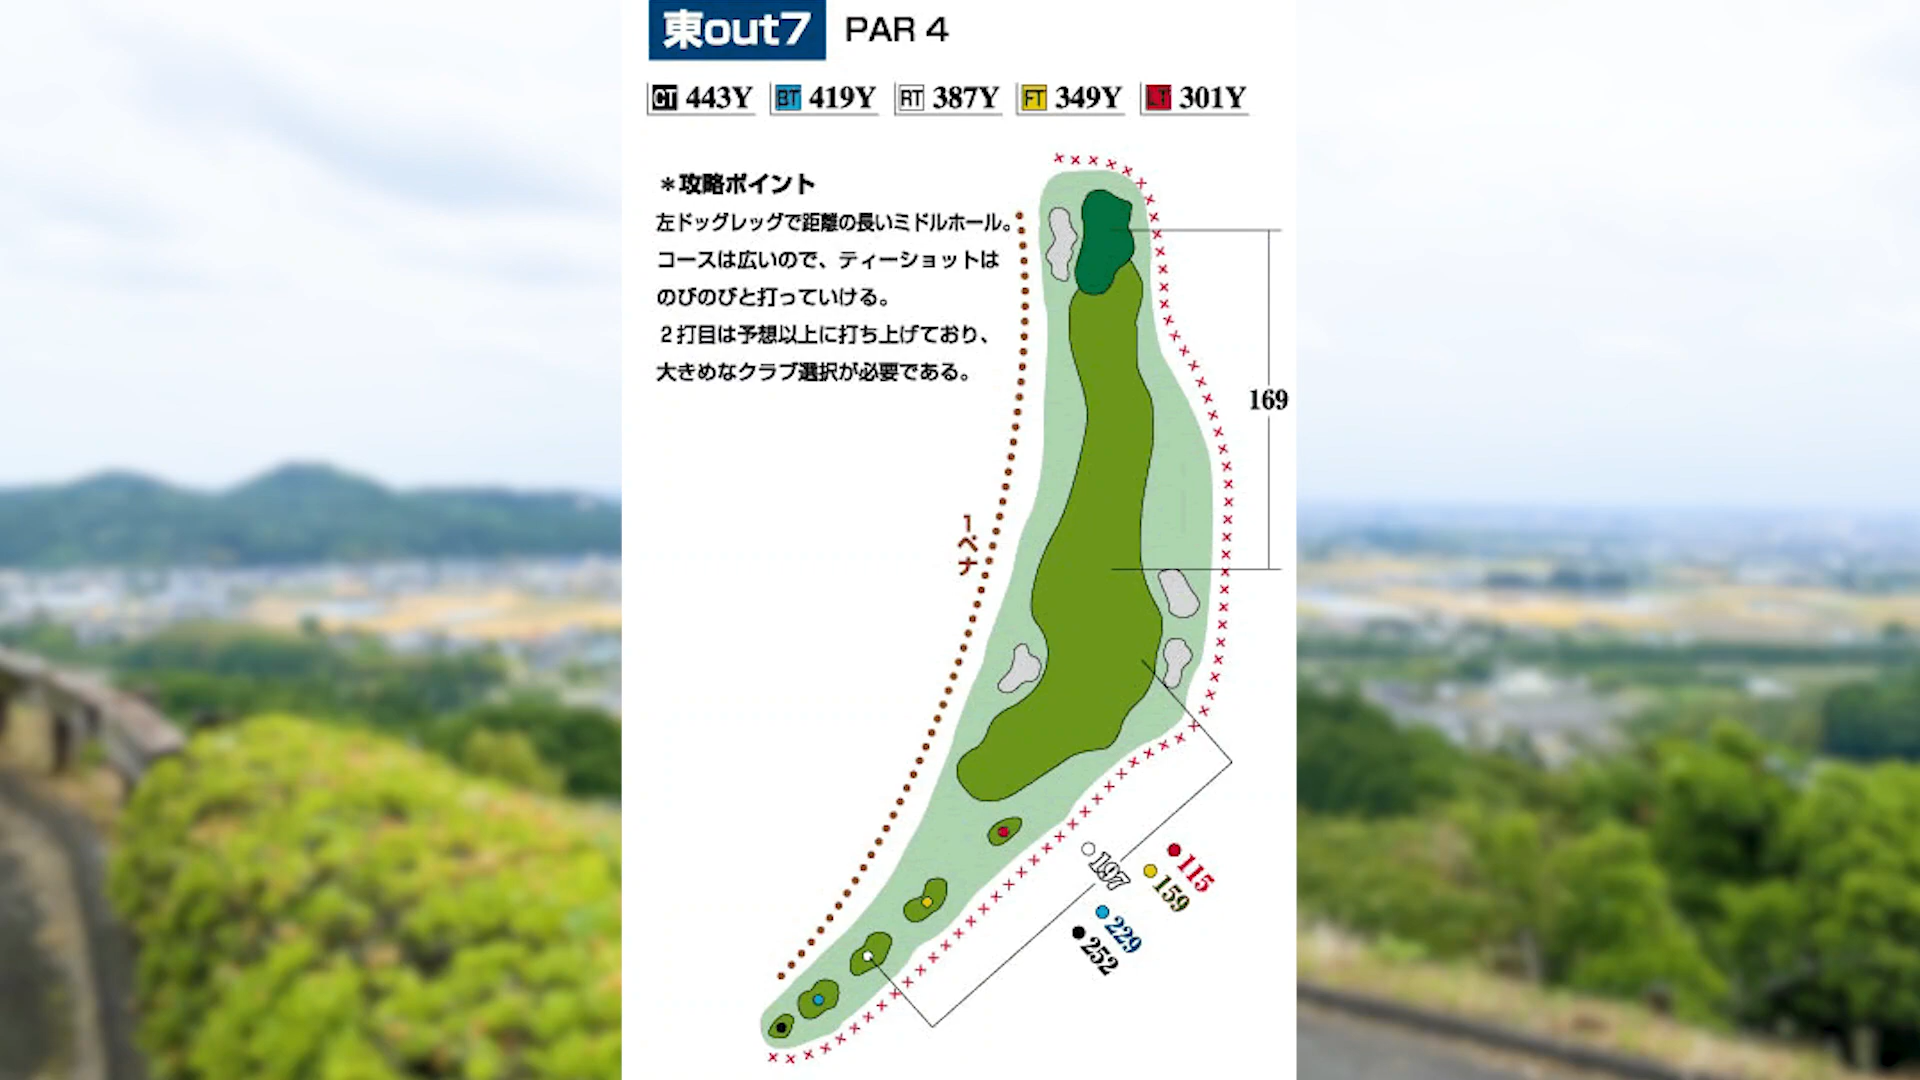 東out7 PAR 4
CT 443Y BT 419Y RT 387Y FT 349Y LT 301Y
＊攻略ポイント
左ドッグレッグで距離の長いミドルホール。
コースは広いので、ティーショットは
のびのびと打っていける。
２打目は予想以上に打ち上げており、
大きめなクラブ選択が必要である。
169
1ペナ
197
115
159
229
252